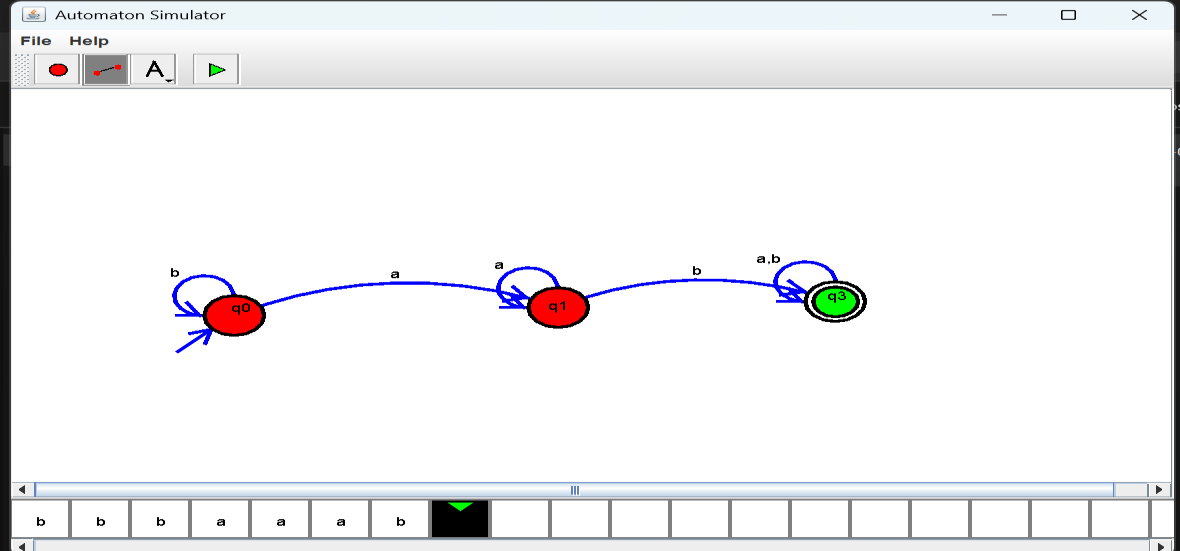 Automaton Simulator
File Help
A
a,b
b a a b
q0 q1 q3
b b b a a a b